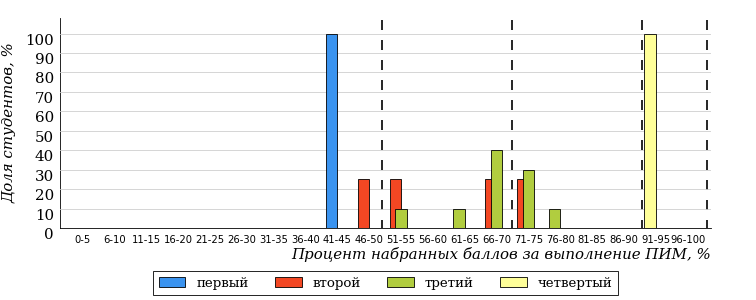 Доля студентов, %
100
90
80
70
60
50
40
30
20
10
0
0-5 6-10 11-15 16-20 21-25 26-30 31-35 36-40 41-45 46-50 51-55 56-60 61-65 66-70 71-75 76-80 81-85 86-90 91-95 96-100
Процент набранных баллов за выполнение ПИМ, %
первый второй третий четвертый